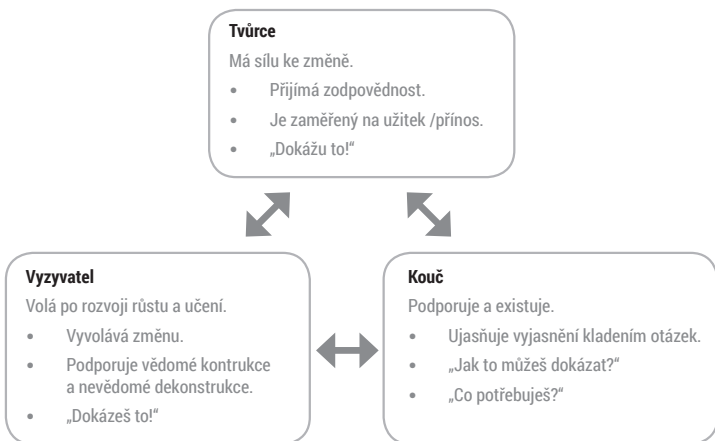 Tvůrce
Má sílu ke změně.
• Přijímá zodpovědnost.
• Je zaměřený na užitek /přínos.
• „Dokážu to!“
Vyzyvatel
Volá po rozvoji růstu a učení.
• Vyvolává změnu.
• Podporuje vědomé kontrukce
a nevědomé dekonstrukce.
• „Dokázeš to!“
Kouč
Podporuje a existuje.
• Ujasňuje vyjasnění kladením otázek.
• „Jak to můžeš dokázat?“
• „Co potřebuješ?“